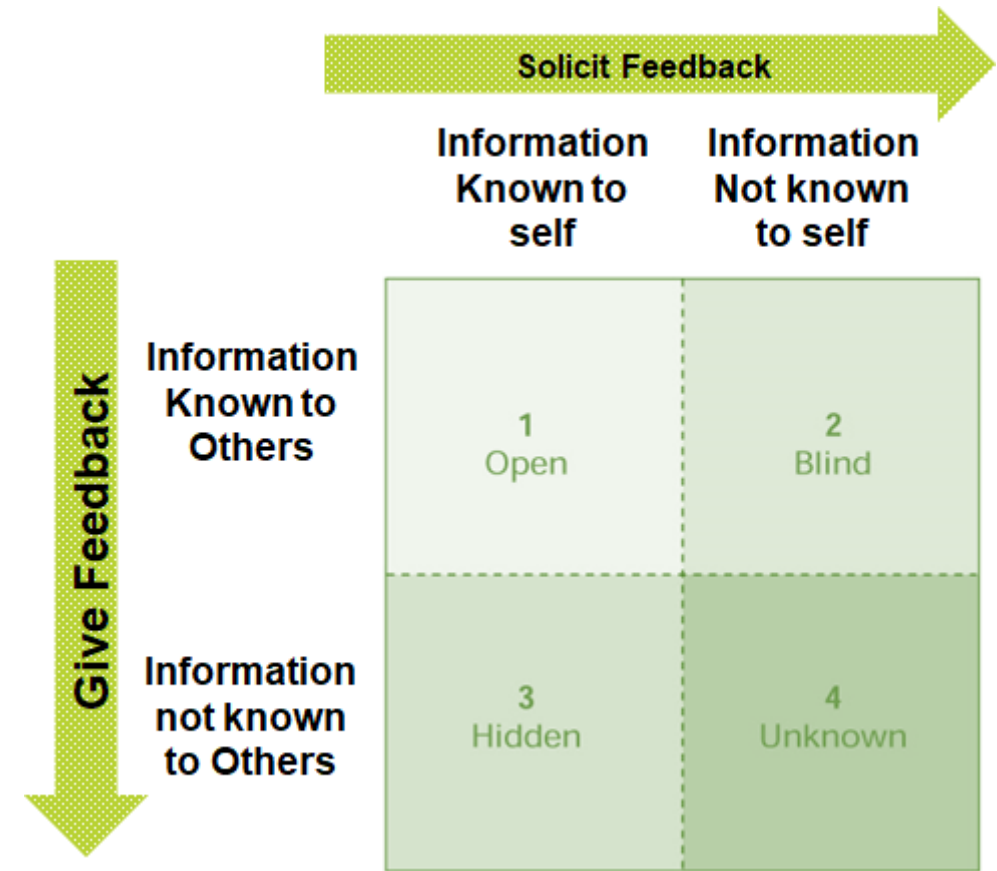 Solicit Feedback
Information
Known to
self
Information
Not known
to self
Give Feedback
Information
Known to
Others
1
Open
2
Blind
Information
not known
to Others
3
Hidden
4
Unknown